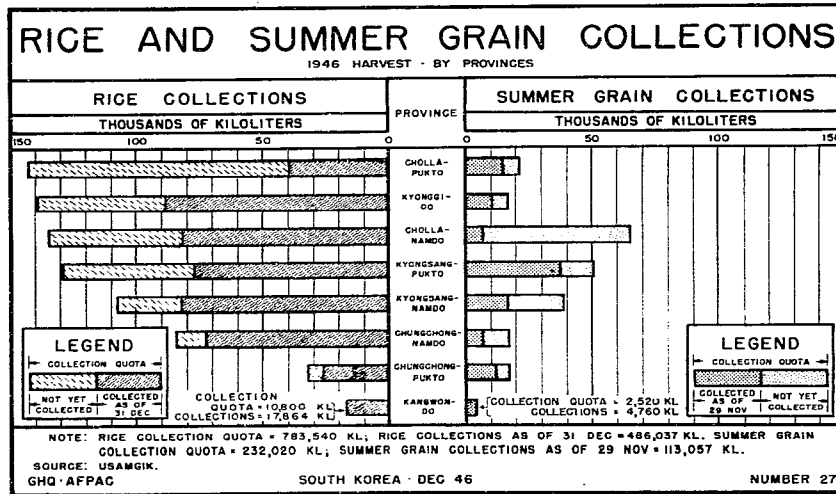 RICE AND SUMMER GRAIN COLLECTIONS
1946 HARVEST - BY PROVINCES
RICE COLLECTIONS
PROVINCE
SUMMER GRAIN COLLECTIONS
THOUSANDS OF KILOLITERS
THOUSANDS OF KILOLITERS
150 100 50 0
0 50 100 150
CHOLLA-
PUKTO
KYONGGI-
DO
CHOLLA-
NAMDO
KYONGSANG-
PUKTO
KYONGSANG-
NAMDO
CHUNGCHONG-
NAMDO
CHUNGCHONG-
PUKTO
KANGWON-
DO
LEGEND
COLLECTION QUOTA
NOT YET
COLLECTED
COLLECTED
AS OF
31 DEC
COLLECTION
QUOTA=10,800 KL.
COLLECTIONS=17,864 KL.
COLLECTION QUOTA = 2,520 KL
COLLECTIONS = 4,760 KL.
LEGEND
COLLECTION QUOTA
COLLECTED
AS OF
29 NOV
NOT YET
COLLECTED
NOTE: RICE COLLECTION QUOTA = 783,540 KL; RICE COLLECTIONS AS OF 31 DEC = 486,037 KL. SUMMER GRAIN
COLLECTION QUOTA = 232,020 KL; SUMMER GRAIN COLLECTIONS AS OF 29 NOV = 113,057 KL.
SOURCE: USAMGIK.
GHQ-AFPAC
SOUTH KOREA - DEC 46
NUMBER 27